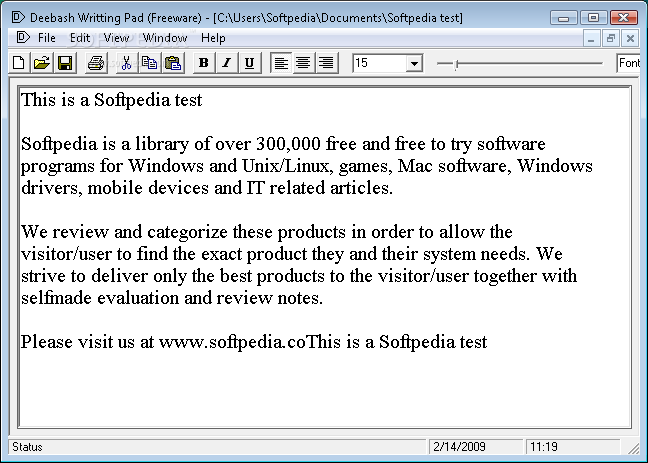 Deebash Writting Pad (Freeware) - [C:\Users\Softpedia\Documents\Softpedia test]
File Edit View Window Help
B I U 15 Font
This is a Softpedia test
Softpedia is a library of over 300,000 free and free to try software
programs for Windows and Unix/Linux, games, Mac software, Windows
drivers, mobile devices and IT related articles.
We review and categorize these products in order to allow the
visitor/user to find the exact product they and their system needs. We
strive to deliver only the best products to the visitor/user together with
selfmade evaluation and review notes.
Please visit us at www.softpedia.coThis is a Softpedia test
Status 2/14/2009 11:19